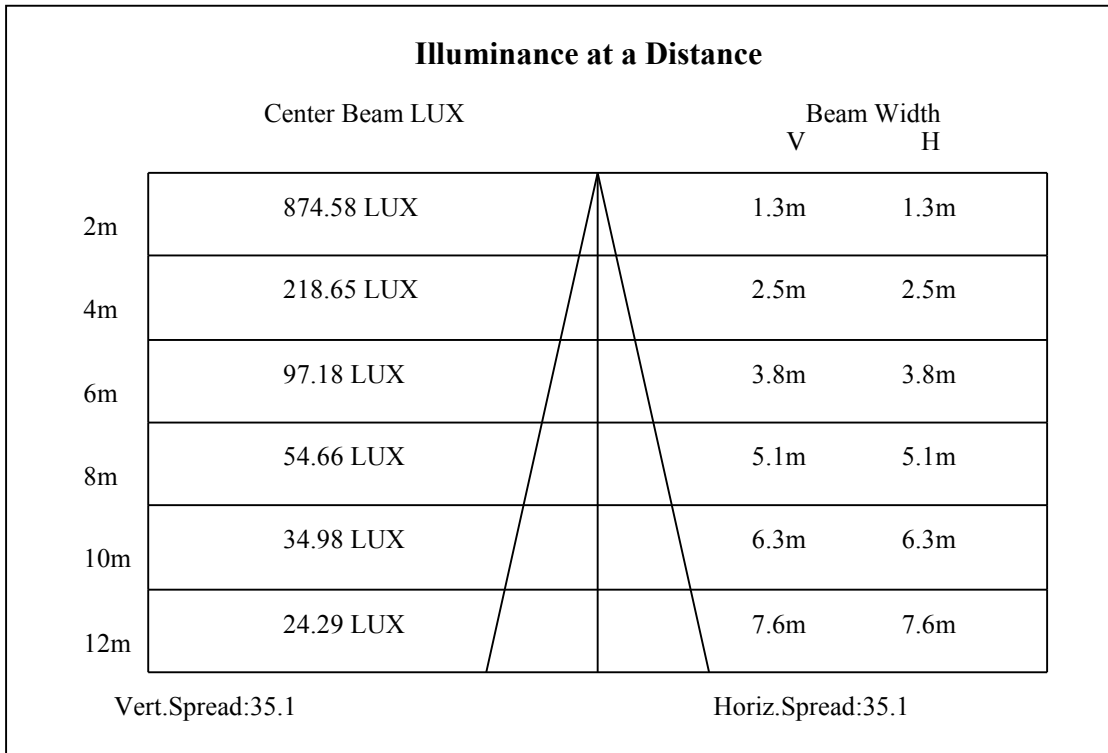 Illuminance at a Distance
Center Beam LUX Beam Width
V H
2m 874.58 LUX 1.3m 1.3m
4m 218.65 LUX 2.5m 2.5m
6m 97.18 LUX 3.8m 3.8m
8m 54.66 LUX 5.1m 5.1m
10m 34.98 LUX 6.3m 6.3m
12m 24.29 LUX 7.6m 7.6m
Vert.Spread:35.1 Horiz.Spread:35.1